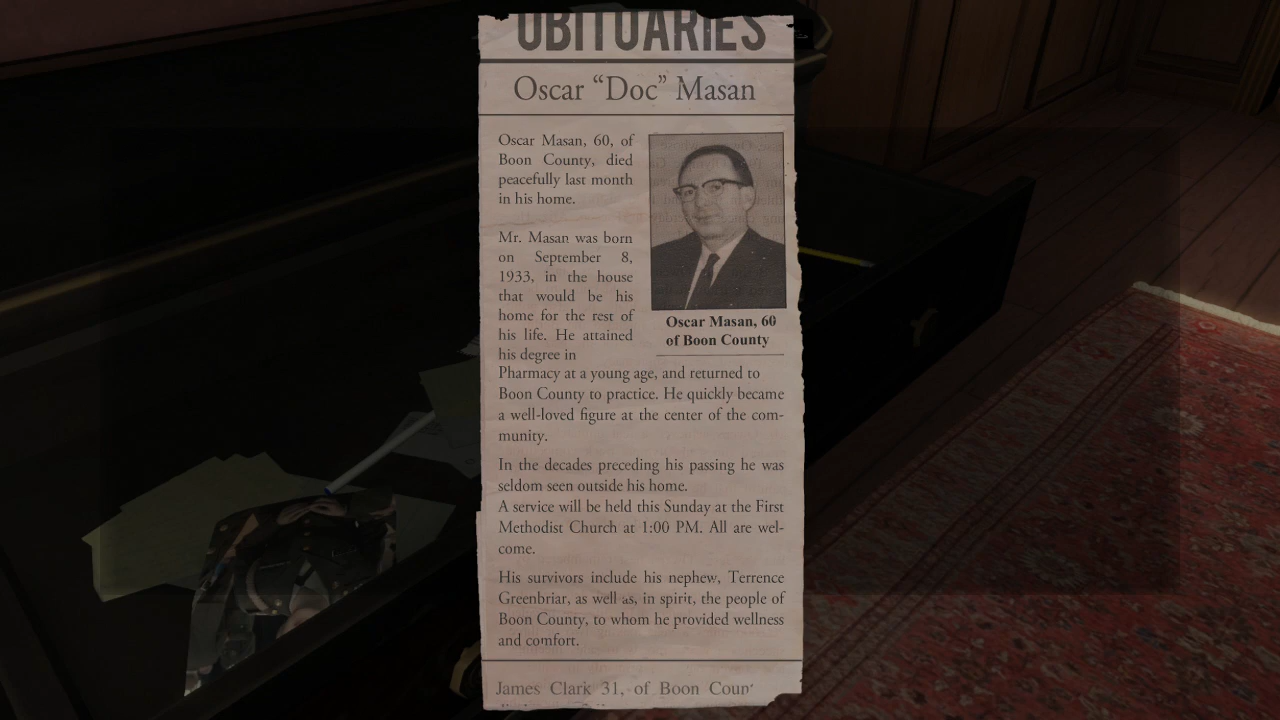 OBITUARIES
Oscar “Doc” Masan
Oscar Masan, 60, of
Boon County, died
peacefully last month
in his home.
Mr. Masan was born
on September 8,
1933, in the house
that would be his
home for the rest of
his life. He attained
his degree in
Pharmacy at a young age, and returned to
Boon County to practice. He quickly became
a well-loved figure at the center of the com-
munity.
Oscar Masan, 60
of Boon County
In the decades preceding his passing he was
seldom seen outside his home.
A service will be held this Sunday at the First
Methodist Church at 1:00 PM. All are wel-
come.
His survivors include his nephew, Terrence
Greenbriar, as well as, in spirit, the people of
Boon County, to whom he provided wellness
and comfort.
James Clark 31, of Boon